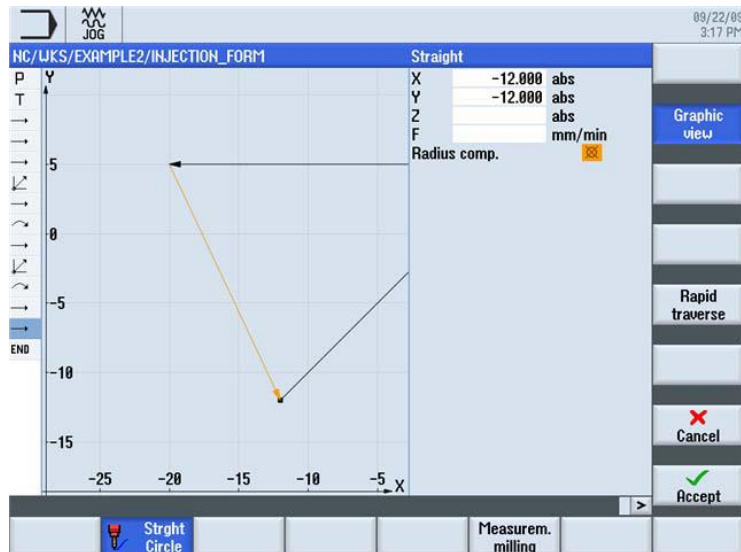 JOG
09/22/09
3:17 PM
NC/WKS/EXAMPLE2/INJECTION_FORM
Straight
P
T
END
Y
5
0
-5
-10
-15
-25
-20
-15
-10
-5
X
X -12.000 abs
Y -12.000 abs
Z abs
F mm/min
Radius comp.
Graphic
view
Rapid
traverse
Cancel
Accept
>
Strght
Circle
Measurem.
milling